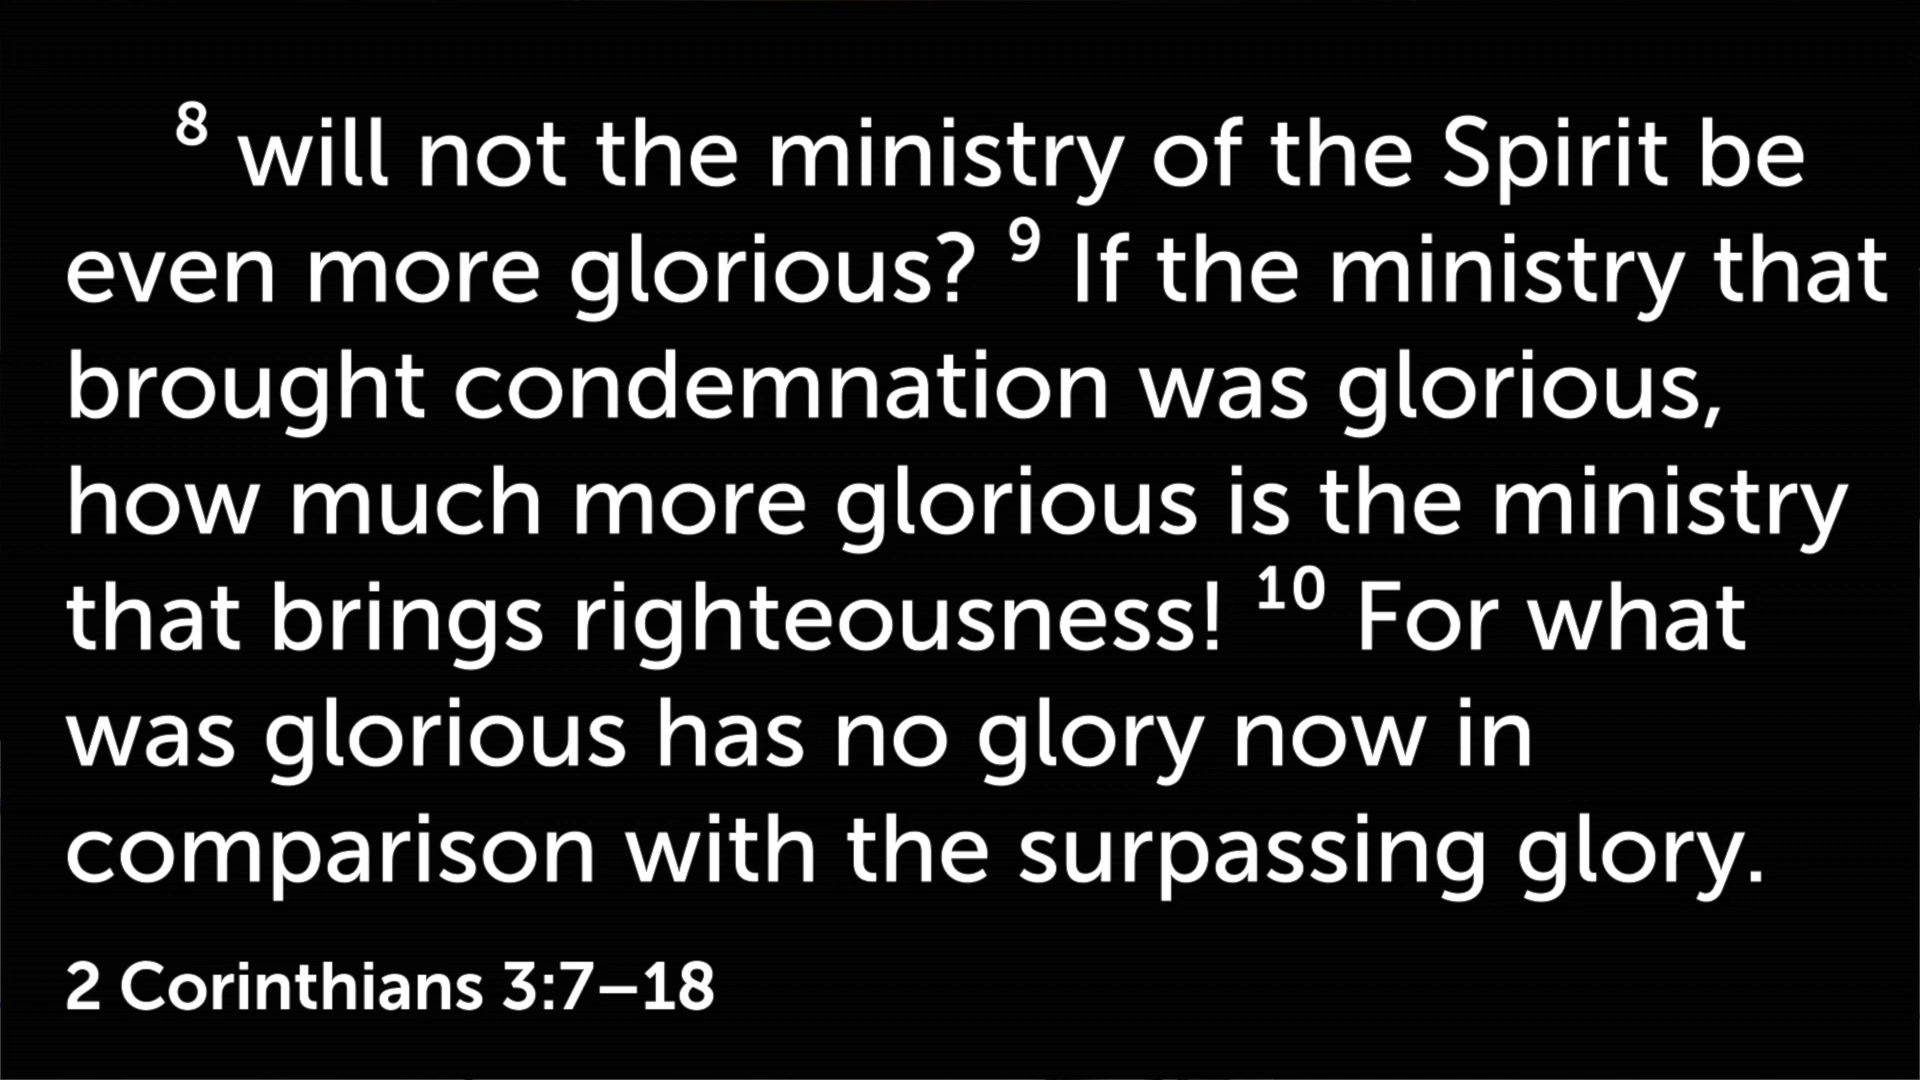 8 will not the ministry of the Spirit be
even more glorious? 9 If the ministry that
brought condemnation was glorious,
how much more glorious is the ministry
that brings righteousness! 10 For what
was glorious has no glory now in
comparison with the surpassing glory.
2 Corinthians 3:7–18